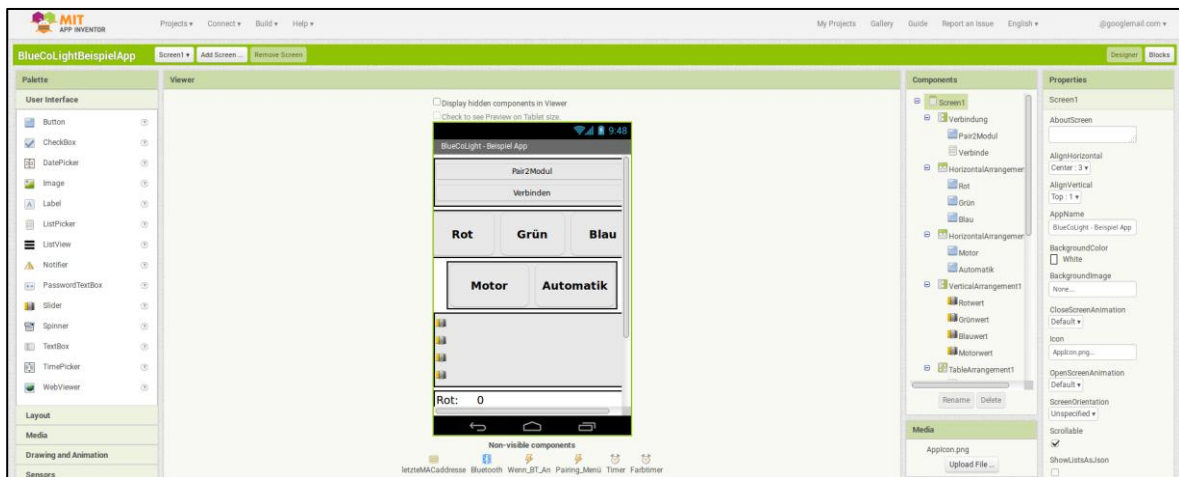 MIT
APP INVENTOR
Projects Connect Build Help
My Projects Gallery Guide Report an Issue English @googlemail.com
BlueCoLightBeispielApp Screen1 Add Screen ... Remove Screen Designer Blocks
Palette
User Interface
Button
CheckBox
DatePicker
Image
Label
ListPicker
ListView
Notifier
PasswordTextBox
Slider
Spinner
TextBox
TimePicker
WebViewer
Layout
Media
Drawing and Animation
Sensors
Viewer
Display hidden components in Viewer
Check to see Preview on Tablet size.
9:48
BlueCoLight - Beispiel App
Pair2Modul
Verbinden
Rot Grün Blau
Motor Automatik
Rot: 0
Non-visible components
letzteMACaddresse Bluetooth Wenn_BT_An Pairing_Menü Timer Farbtimer
Components
Screen1
Verbindung
Pair2Modul
Verbinde
HorizontalArrangemer
Rot
Grün
Blau
HorizontalArrangemer
Motor
Automatik
VerticalArrangement1
Rotwert
Grünwert
Blauwert
Motorwert
TableArrangement1
Rename Delete
Media
AppIcon.png
Upload File ...
Properties
Screen1
AboutScreen
AlignHorizontal
Center : 3
AlignVertical
Top : 1
AppName
BlueCoLight - Beispiel App
BackgroundColor
White
BackgroundImage
None...
CloseScreenAnimation
Default
Icon
AppIcon.png...
OpenScreenAnimation
Default
ScreenOrientation
Unspecified
Scrollable
ShowListsAsJson